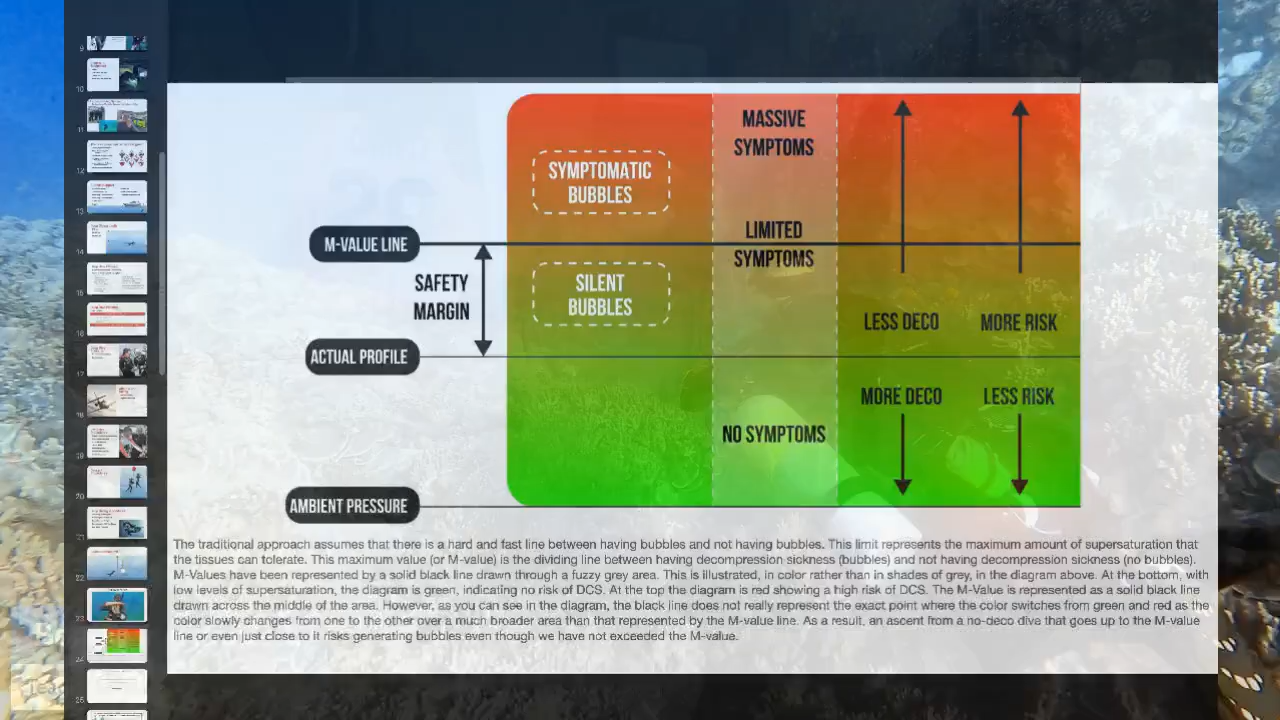 MASSIVE
SYMPTOMS
SYMPTOMATIC
BUBBLES
M-VALUE LINE
LIMITED
SYMPTOMS
SAFETY
MARGIN
SILENT
BUBBLES
LESS DECO
MORE RISK
ACTUAL PROFILE
MORE DECO
LESS RISK
NO SYMPTOMS
AMBIENT PRESSURE
The traditional approach assumes that there is a hard and fast line between having bubbles and not having bubbles. This limit represents the maximum amount of supersaturation that
the tissues can tolerate. This maximum value (or M-value) is the dividing line between having decompression sickness (bubbles) and not having decompression sickness (no bubbles).
M-Values have been represented by a solid black line drawn through a fuzzy grey area. This is illustrated, in color rather than in shades of grey, in the diagram above. At the bottom, with
low levels of supersaturation, the diagram is green, indicating no risk of DCS. At the top the diagram is red showing a high risk of DCS. The M-Value is represented as a solid black line
drawn across the middle of the area. However, as you can see in the diagram, the black line does not really represent the exact point where the color switches from green and red as the
color slowly changes from one to the other over a much broader area than that represented by the M-value line. As a result, an ascent from a no-deco diva that goes up to the M-value
line or even just close to it risks generating bubbles even though we have not exceeded the M-value.
9
10
11
12
13
14
20
22
23
24
25